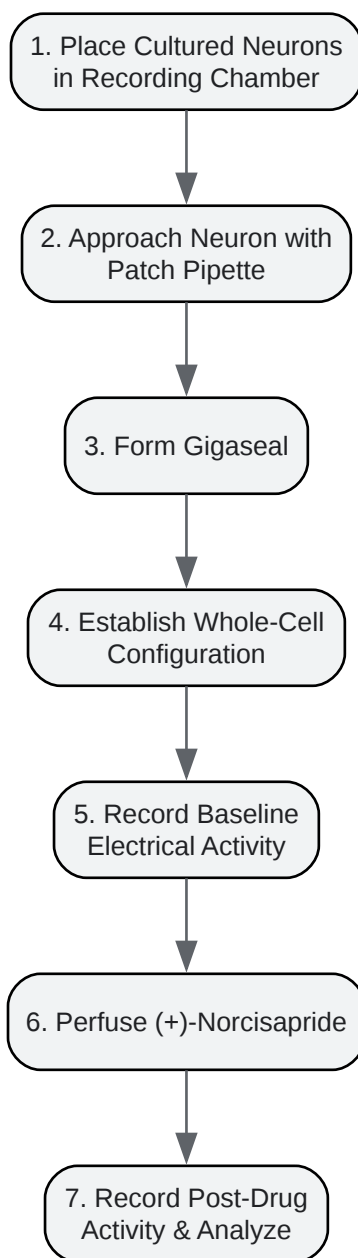 1. Place Cultured Neurons
in Recording Chamber
2. Approach Neuron with
Patch Pipette
3. Form Gigaseal
4. Establish Whole-Cell
Configuration
5. Record Baseline
Electrical Activity
6. Perfuse (+)-Norcisapride
7. Record Post-Drug
Activity & Analyze